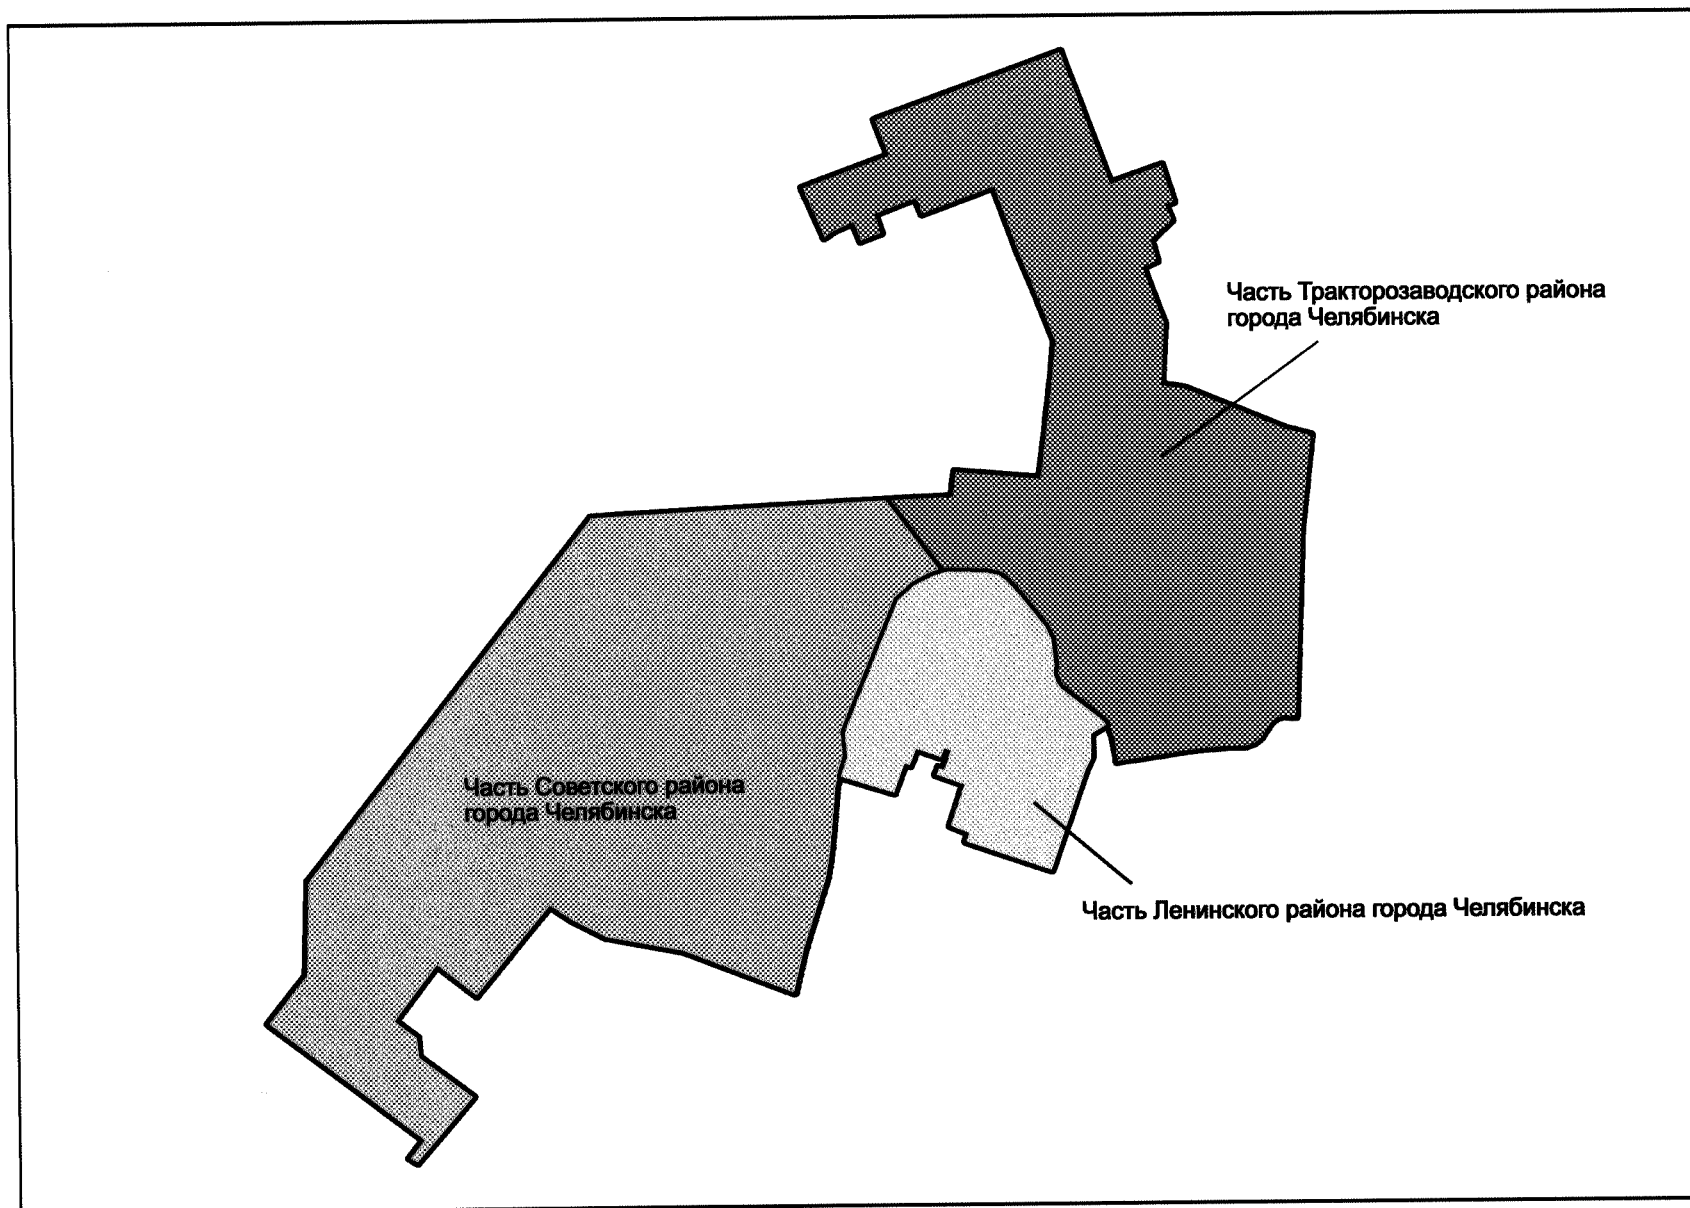 Часть Тракторозаводского района
города Челябинска
Часть Советского района
города Челябинска
Часть Ленинского района города Челябинска